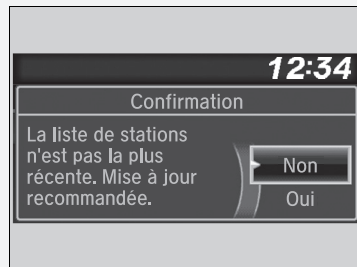 12:34
Confirmation
La liste de stations
n'est pas la plus
récente. Mise à jour
recommandée.
Non
Oui